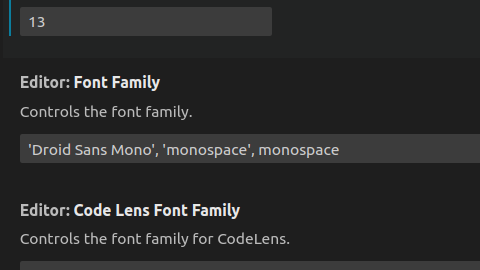 13
Editor: Font Family
Controls the font family.
'Droid Sans Mono', 'monospace', monospace
Editor: Code Lens Font Family
Controls the font family for CodeLens.